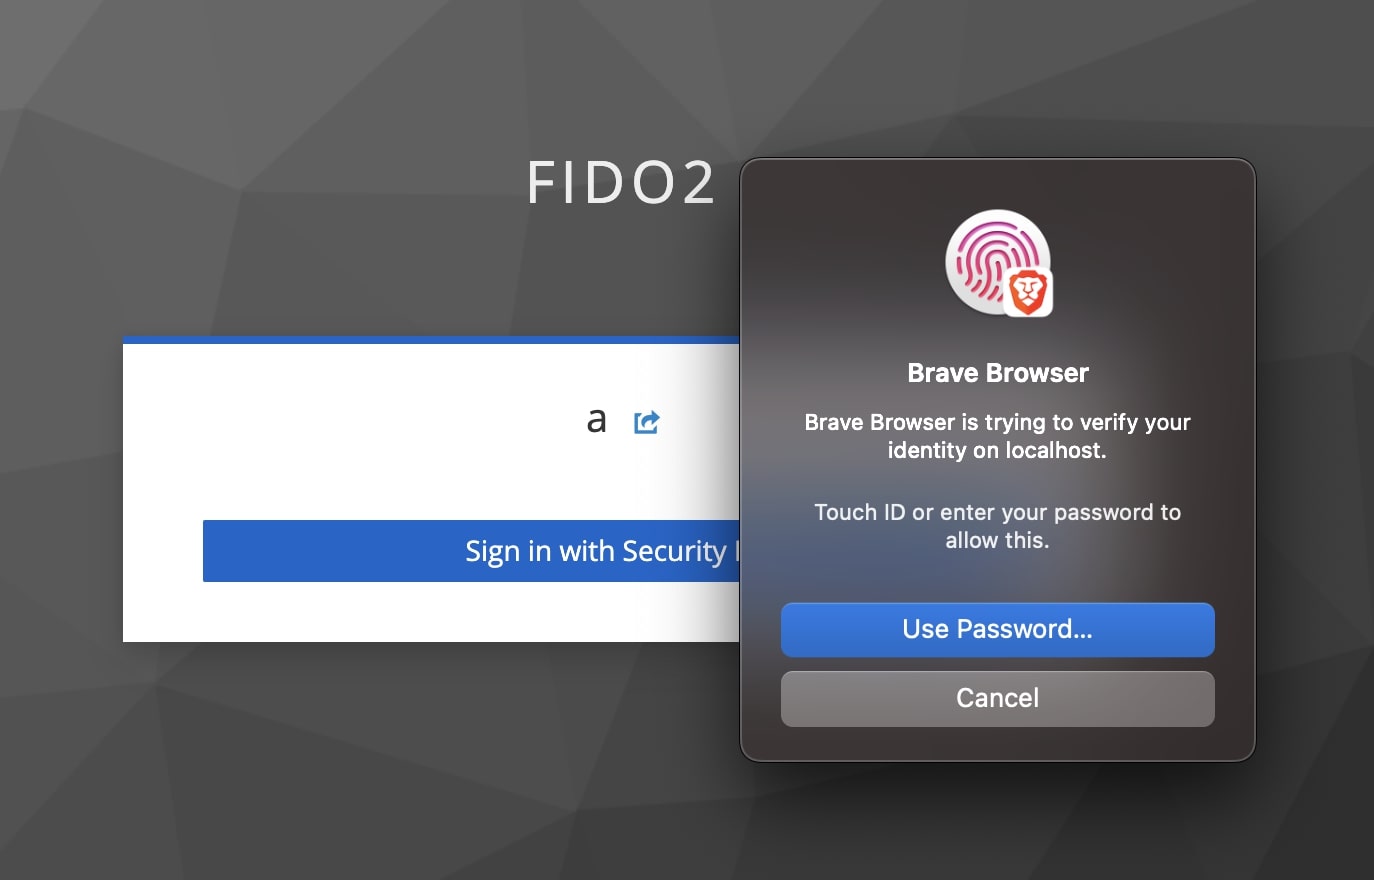 FIDO2
a
Sign in with Security
Brave Browser
Brave Browser is trying to verify your
identity on localhost.
Touch ID or enter your password to
allow this.
Use Password...
Cancel